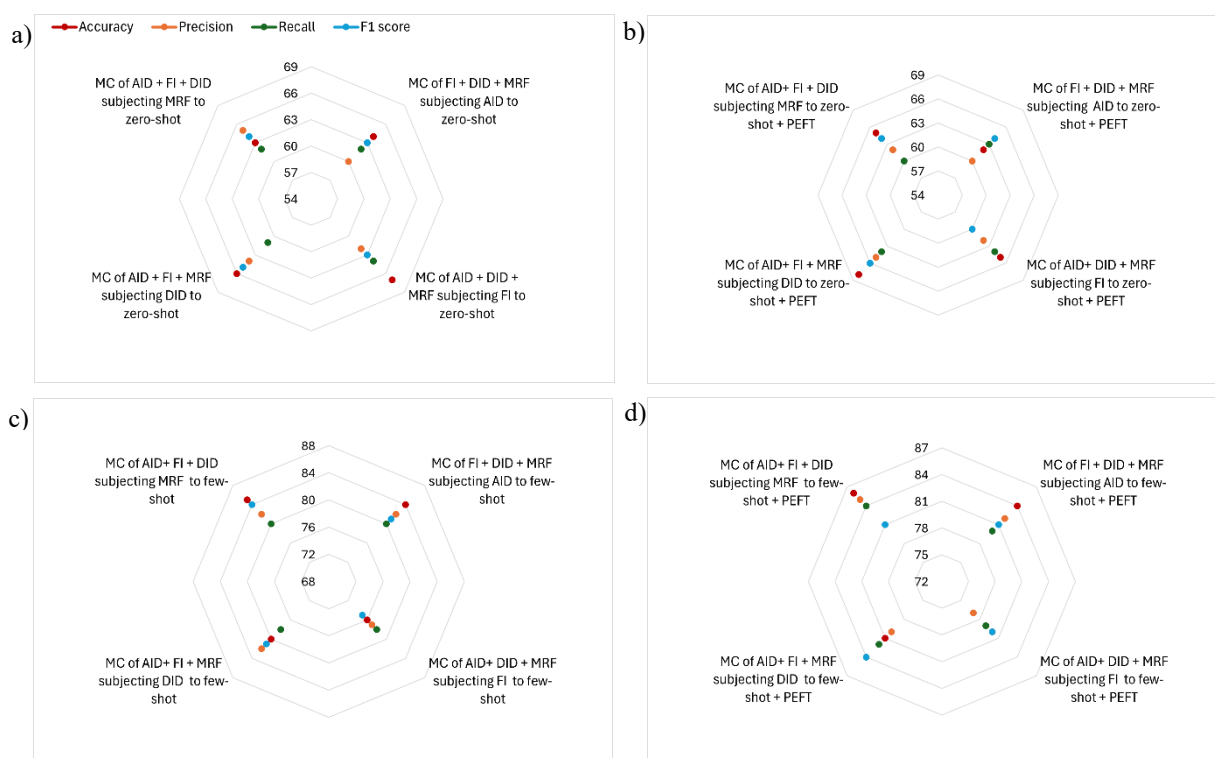 a)
Accuracy Precision Recall F1 score
69
66
63
60
57
54
MC of AID + FI + DID
subjecting MRF to
zero-shot
MC of FI + DID + MRF
subjecting AID to
zero-shot
MC of AID + FI + MRF
subjecting DID to
zero-shot
MC of AID + DID +
MRF subjecting FI to
zero-shot
b)
69
66
63
60
57
54
MC of AID+ FI + DID
subjecting MRF to zero-
shot + PEFT
MC of FI + DID + MRF
subjecting AID to zero-
shot + PEFT
MC of AID+ FI + MRF
subjecting DID to zero-
shot + PEFT
MC of AID+ DID + MRF
subjecting FI to zero-
shot + PEFT
c)
88
84
80
76
72
68
MC of AID+ FI + DID
subjecting MRF to few-
shot
MC of FI + DID + MRF
subjecting AID to few-
shot
MC of AID+ FI + MRF
subjecting DID to few-
shot
MC of AID+ DID + MRF
subjecting FI to few-
shot
d)
87
84
81
78
75
72
MC of AID+ FI + DID
subjecting MRF to few-
shot + PEFT
MC of FI + DID + MRF
subjecting AID to few-
shot + PEFT
MC of AID+ FI + MRF
subjecting DID to few-
shot + PEFT
MC of AID+ DID + MRF
subjecting FI to few-
shot + PEFT